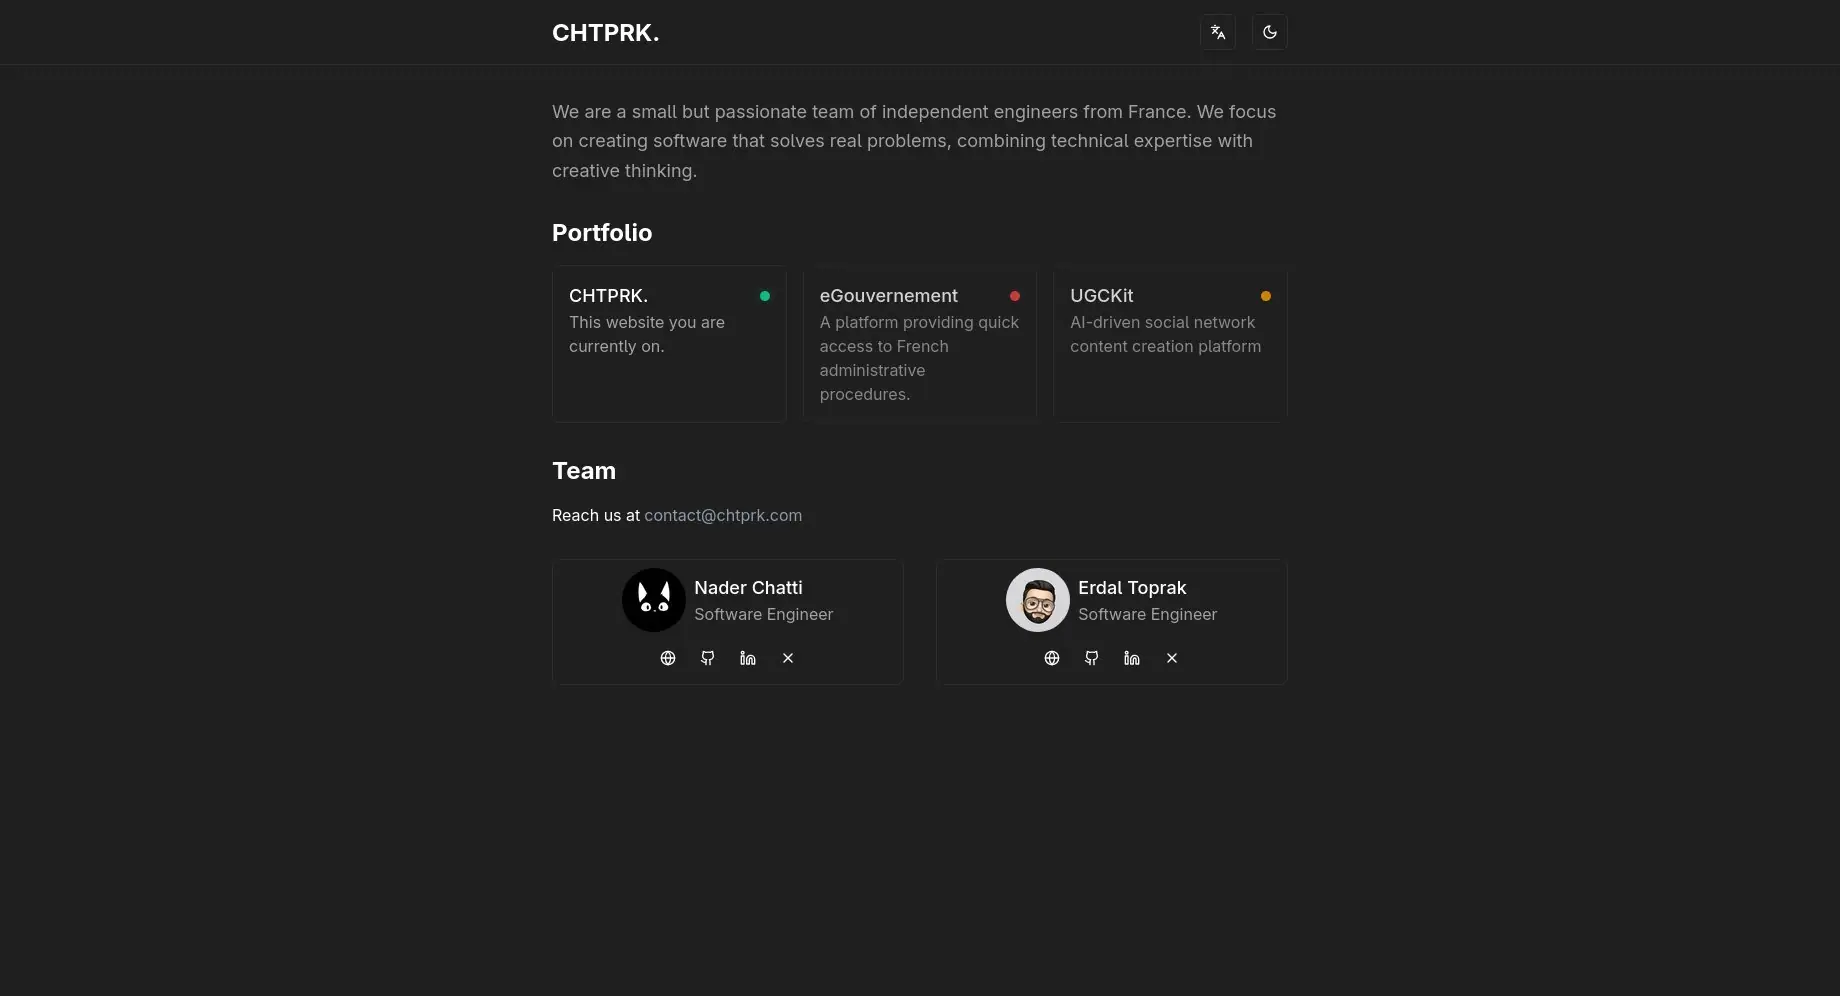 CHTPRK.
We are a small but passionate team of independent engineers from France. We focus
on creating software that solves real problems, combining technical expertise with
creative thinking.
Portfolio
CHTPRK.
This website you are
currently on.
eGouvernement
A platform providing quick
access to French
administrative
procedures.
UGCKit
AI-driven social network
content creation platform
Team
Reach us at contact@chtprk.com
Nader Chatti
Software Engineer
Erdal Toprak
Software Engineer